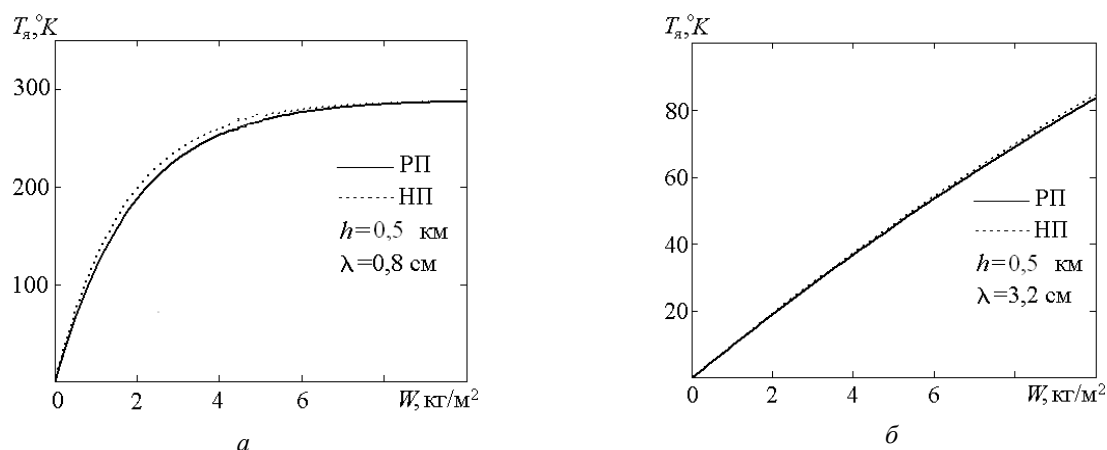 Tя,°K
300
200
100
0
2
4
6
W, кг/м²
РП
НП
h=0,5 км
λ=0,8 см
а
Tя,°K
80
60
40
20
0
2
4
6
8
W, кг/м²
РП
НП
h=0,5 км
λ=3,2 см
б